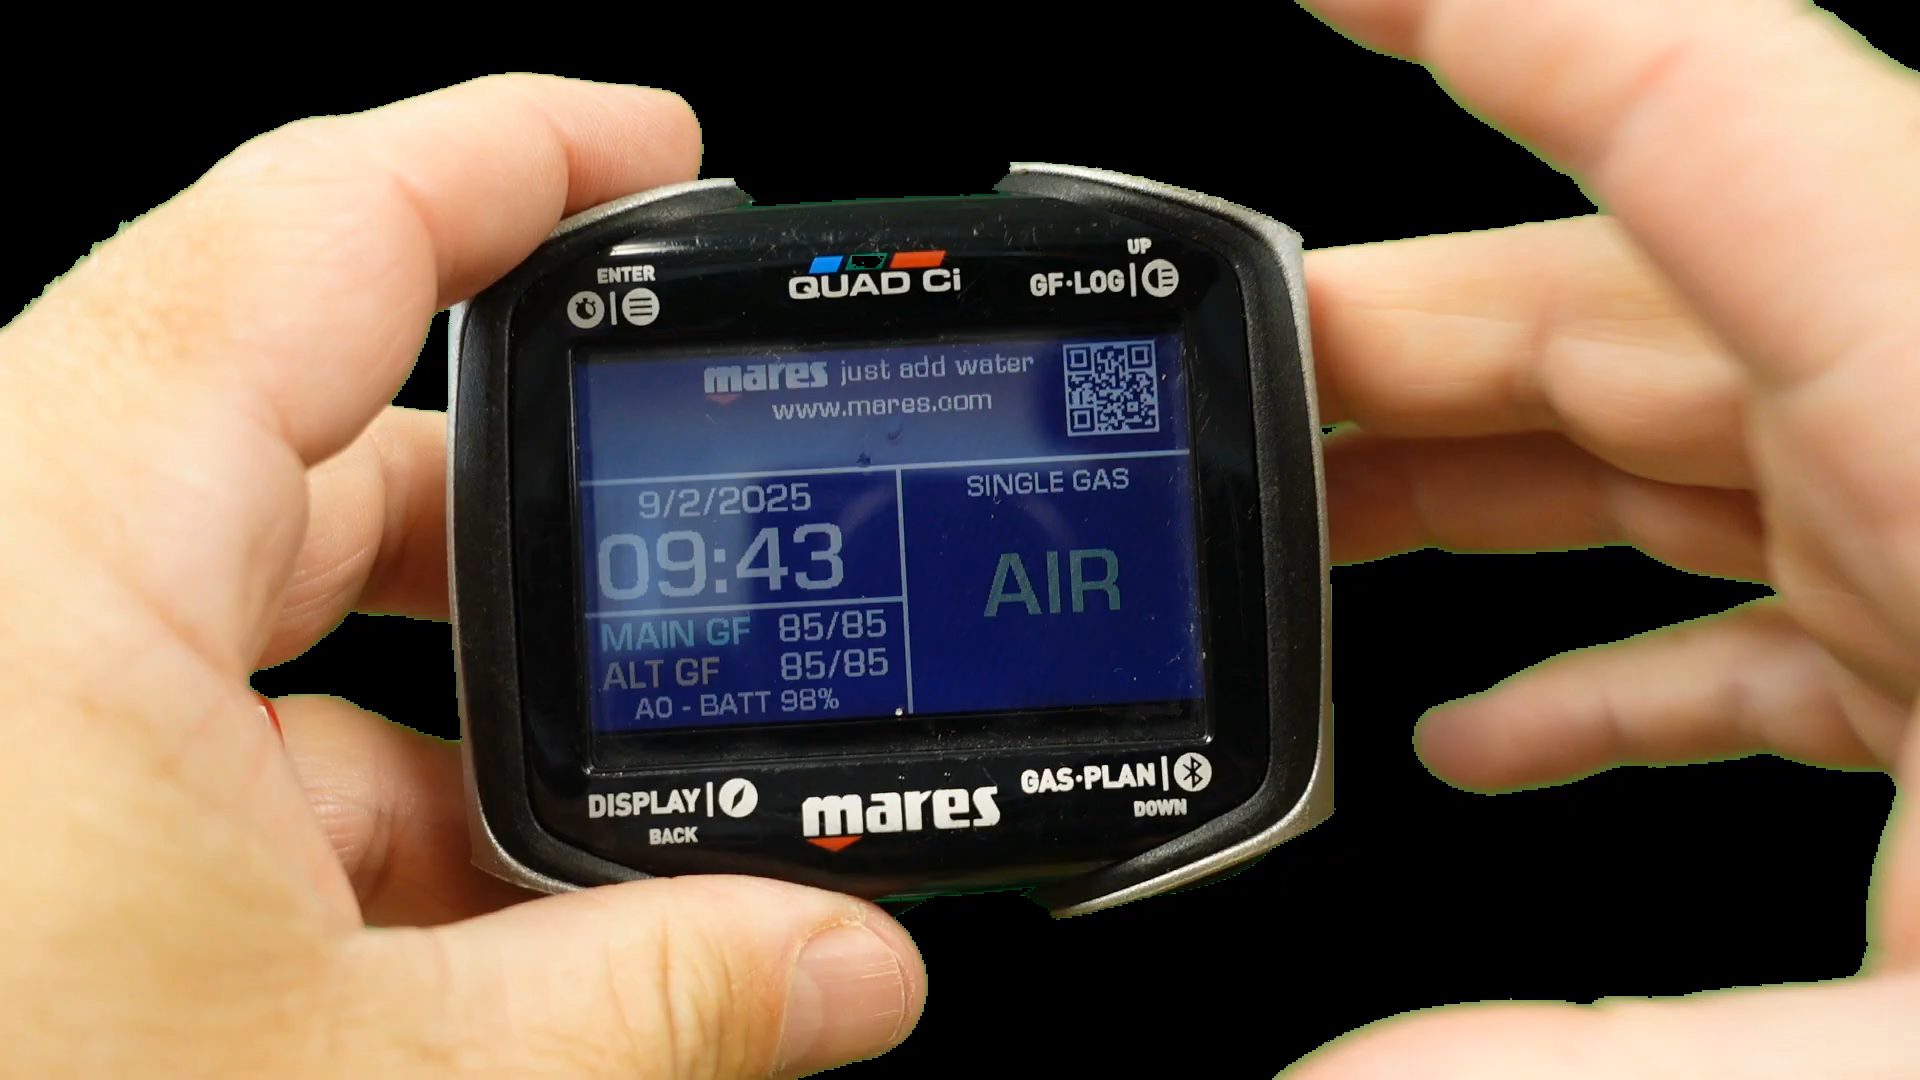 ENTER
QUAD Ci
UP
GF·LOG
mares just add water
www.mares.com
9/2/2025
09:43
SINGLE GAS
AIR
MAIN GF 85/85
ALT GF 85/85
A0 - BATT 98%
DISPLAY
BACK
mares
GAS·PLAN
DOWN